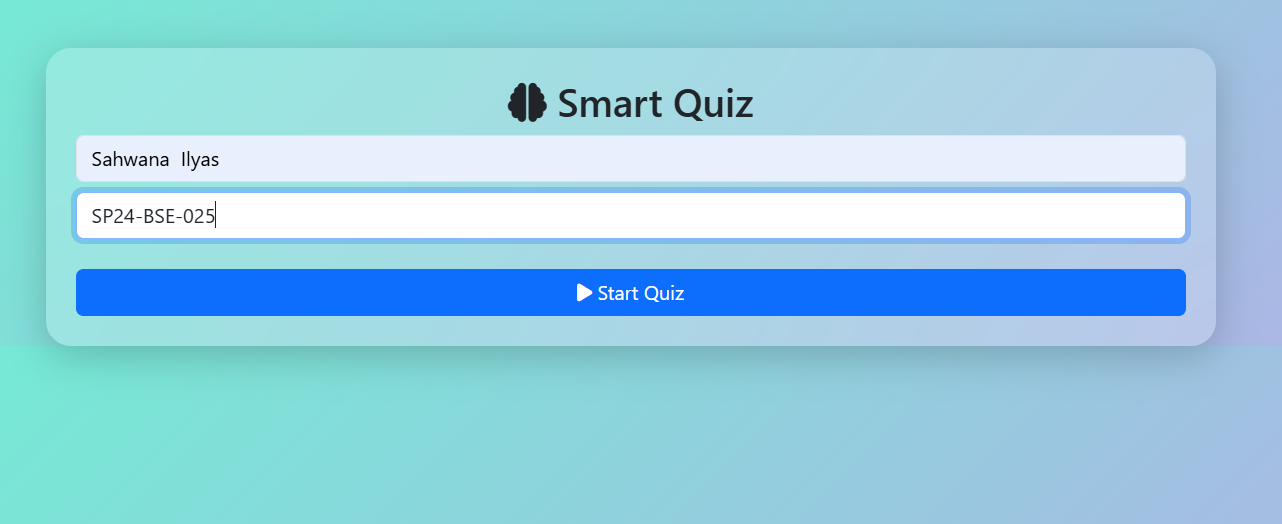 Smart Quiz
Sahwana  Ilyas
SP24-BSE-025
Start Quiz